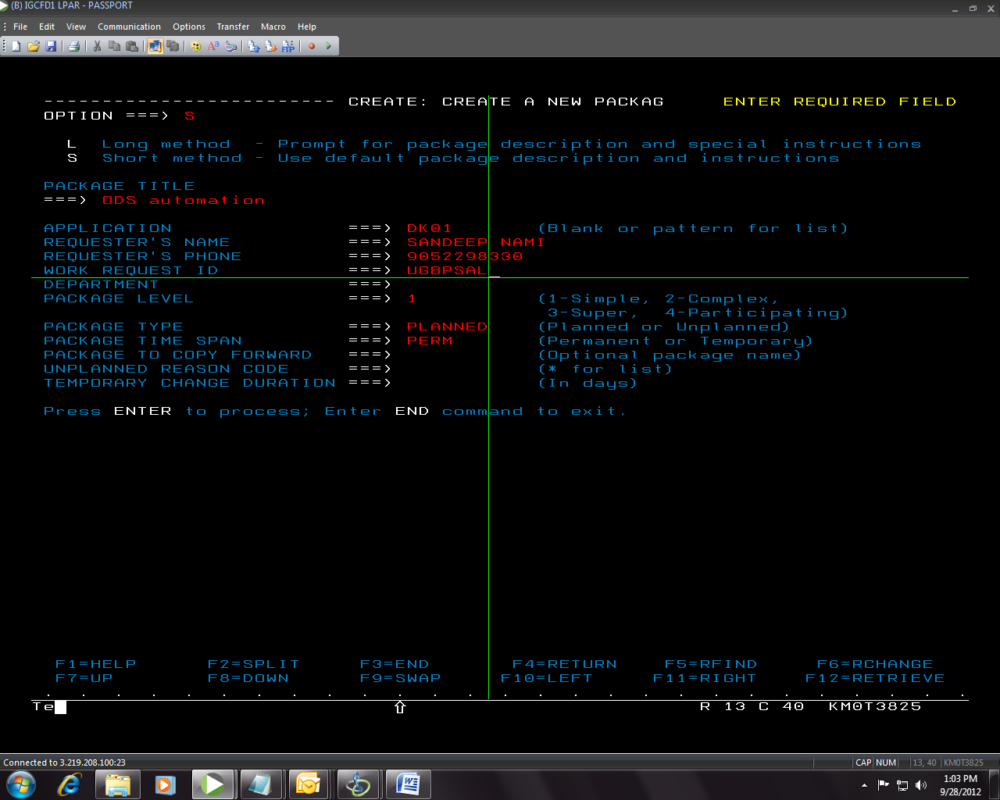 (B) IGCFD1 LPAR - PASSPORT
File Edit View Communication Options Transfer Macro Help
------------------------- CREATE: CREATE A NEW PACKAG ENTER REQUIRED FIELD
OPTION ===> S
L Long method - Prompt for package description and special instructions
S Short method - Use default package description and instructions
PACKAGE TITLE
===> ODS automation
APPLICATION ===> DK01 (Blank or pattern for list)
REQUESTER'S NAME ===> SANDEEP NAMI
REQUESTER'S PHONE ===> 9052298330
WORK REQUEST ID ===> UGBPSAL
DEPARTMENT ===>
PACKAGE LEVEL ===> 1 (1-Simple, 2-Complex,
3-Super, 4-Participating)
PACKAGE TYPE ===> PLANNED (Planned or Unplanned)
PACKAGE TIME SPAN ===> PERM (Permanent or Temporary)
PACKAGE TO COPY FORWARD ===> (Optional package name)
UNPLANNED REASON CODE ===> (* for list)
TEMPORARY CHANGE DURATION ===> (In days)
Press ENTER to process; Enter END command to exit.
F1=HELP F2=SPLIT F3=END F4=RETURN F5=RFIND F6=RCHANGE
F7=UP F8=DOWN F9=SWAP F10=LEFT F11=RIGHT F12=RETRIEVE
Te R 13 C 40 KM0T3825
Connected to 3.219.208.100:23 CAP NUM 13, 40 KM0T3825
1:03 PM
9/28/2012